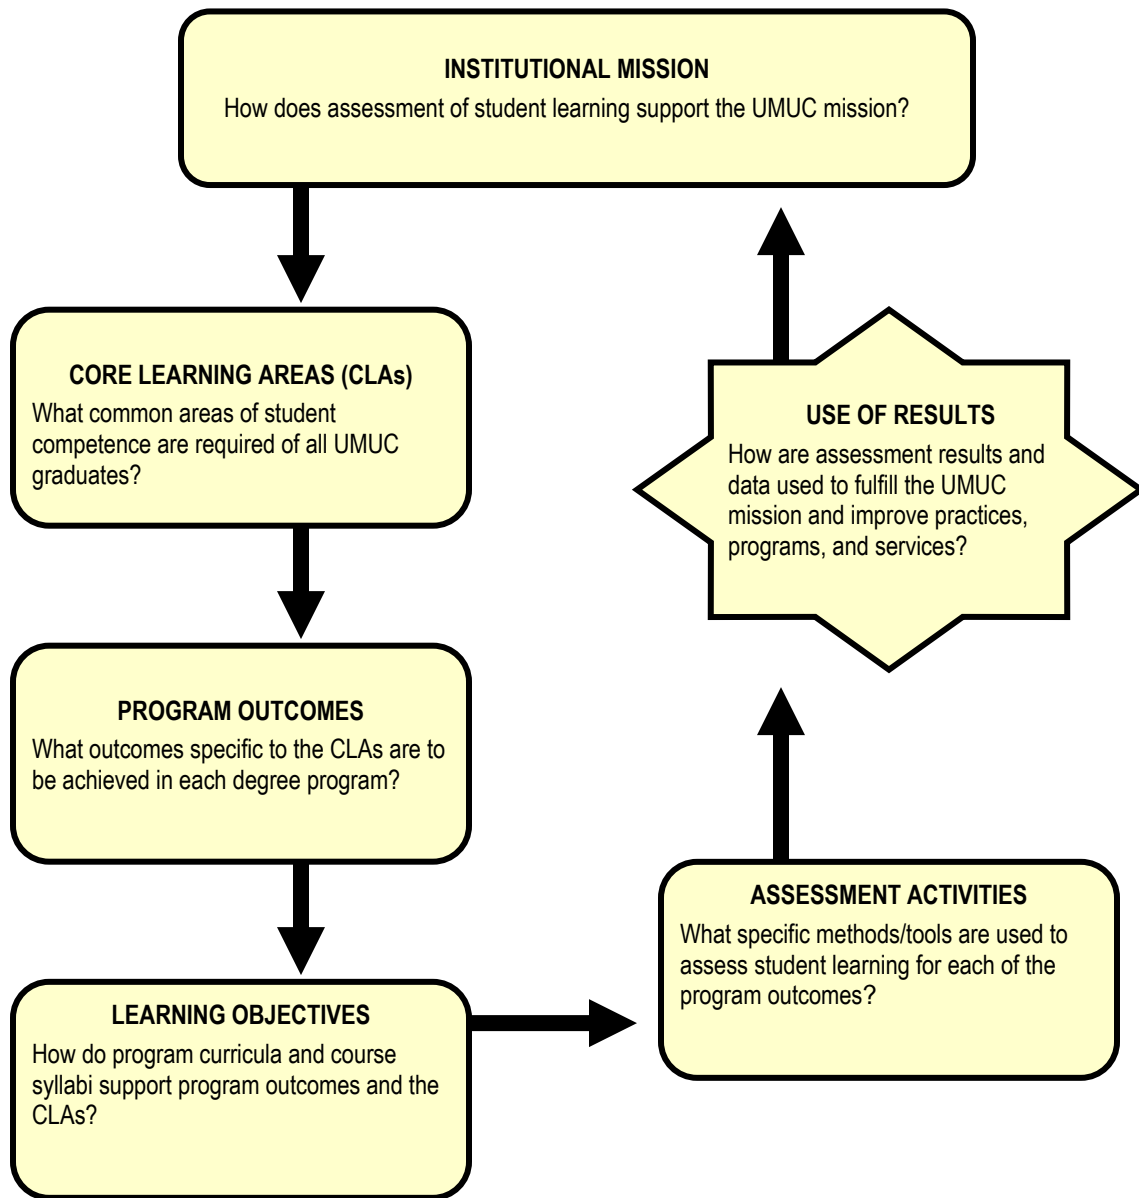 INSTITUTIONAL MISSION
How does assessment of student learning support the UMUC mission?
CORE LEARNING AREAS (CLAs)
What common areas of student
competence are required of all UMUC
graduates?
USE OF RESULTS
How are assessment results and
data used to fulfill the UMUC
mission and improve practices,
programs, and services?
PROGRAM OUTCOMES
What outcomes specific to the CLAs are to
be achieved in each degree program?
ASSESSMENT ACTIVITIES
What specific methods/tools are used to
assess student learning for each of the
program outcomes?
LEARNING OBJECTIVES
How do program curricula and course
syllabi support program outcomes and the
CLAs?